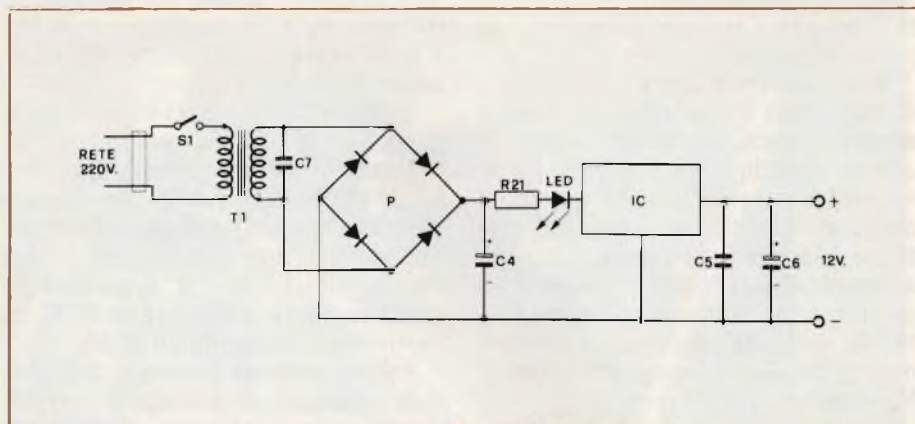 RETE
220V.
S1
T1
C7
P
R21
LED
IC
+
C4
-
C5
+
C6
-
+
12V.
-